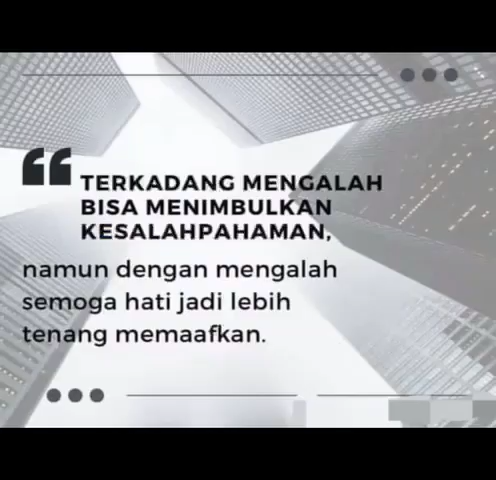 TERKADANG MENGALAH
BISA MENIMBULKAN
KESALAHPAHAMAN,
namun dengan mengalah
semoga hati jadi lebih
tenang memaafkan.